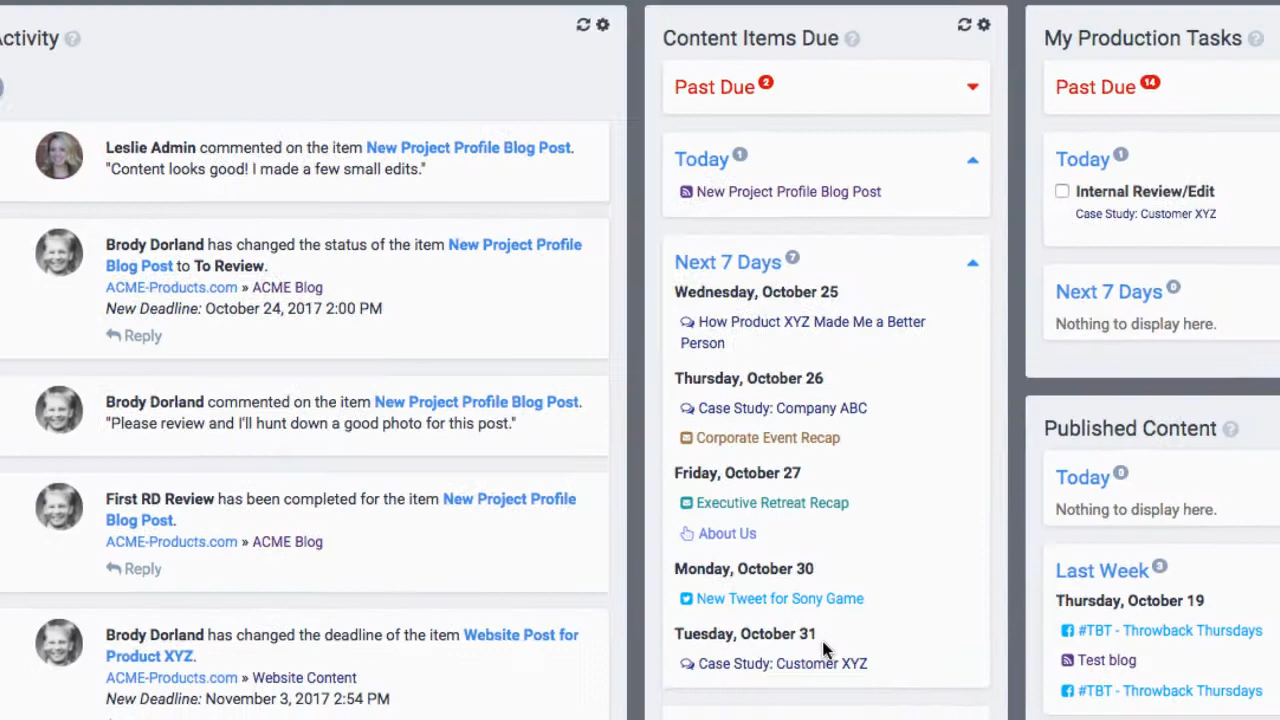 ctivity ?
Leslie Admin commented on the item New Project Profile Blog Post.
"Content looks good! I made a few small edits."
Brody Dorland has changed the status of the item New Project Profile
Blog Post to To Review.
ACME-Products.com » ACME Blog
New Deadline: October 24, 2017 2:00 PM
Reply
Brody Dorland commented on the item New Project Profile Blog Post.
"Please review and I'll hunt down a good photo for this post."
First RD Review has been completed for the item New Project Profile
Blog Post.
ACME-Products.com » ACME Blog
Reply
Brody Dorland has changed the deadline of the item Website Post for
Product XYZ.
ACME-Products.com » Website Content
New Deadline: November 3, 2017 2:54 PM
Content Items Due ?
Past Due 2
Today 1
New Project Profile Blog Post
Next 7 Days 7
Wednesday, October 25
How Product XYZ Made Me a Better
Person
Thursday, October 26
Case Study: Company ABC
Corporate Event Recap
Friday, October 27
Executive Retreat Recap
About Us
Monday, October 30
New Tweet for Sony Game
Tuesday, October 31
Case Study: Customer XYZ
My Production Tasks ?
Past Due 14
Today 1
Internal Review/Edit
Case Study: Customer XYZ
Next 7 Days 0
Nothing to display here.
Published Content ?
Today 0
Nothing to display here.
Last Week 3
Thursday, October 19
#TBT - Throwback Thursdays
Test blog
#TBT - Throwback Thursdays